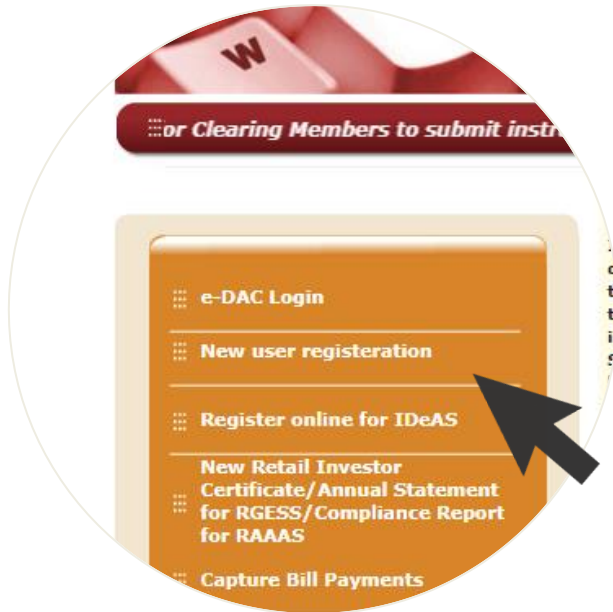 W
or Clearing Members to submit instr
e-DAC Login
New user registeration
Register online for IDeAS
New Retail Investor
Certificate/Annual Statement
for RGESS/Compliance Report
for RAAAS
Capture Bill Payments